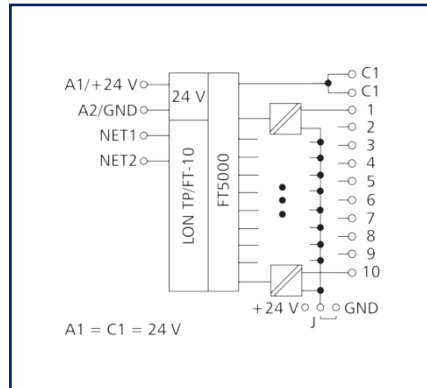 A1/+24 V
A2/GND
NET1
NET2
24 V
LON TP/FT-10
FT5000
C1
C1
1
2
3
4
5
6
7
8
9
10
+24 V
GND
J
A1 = C1 = 24 V